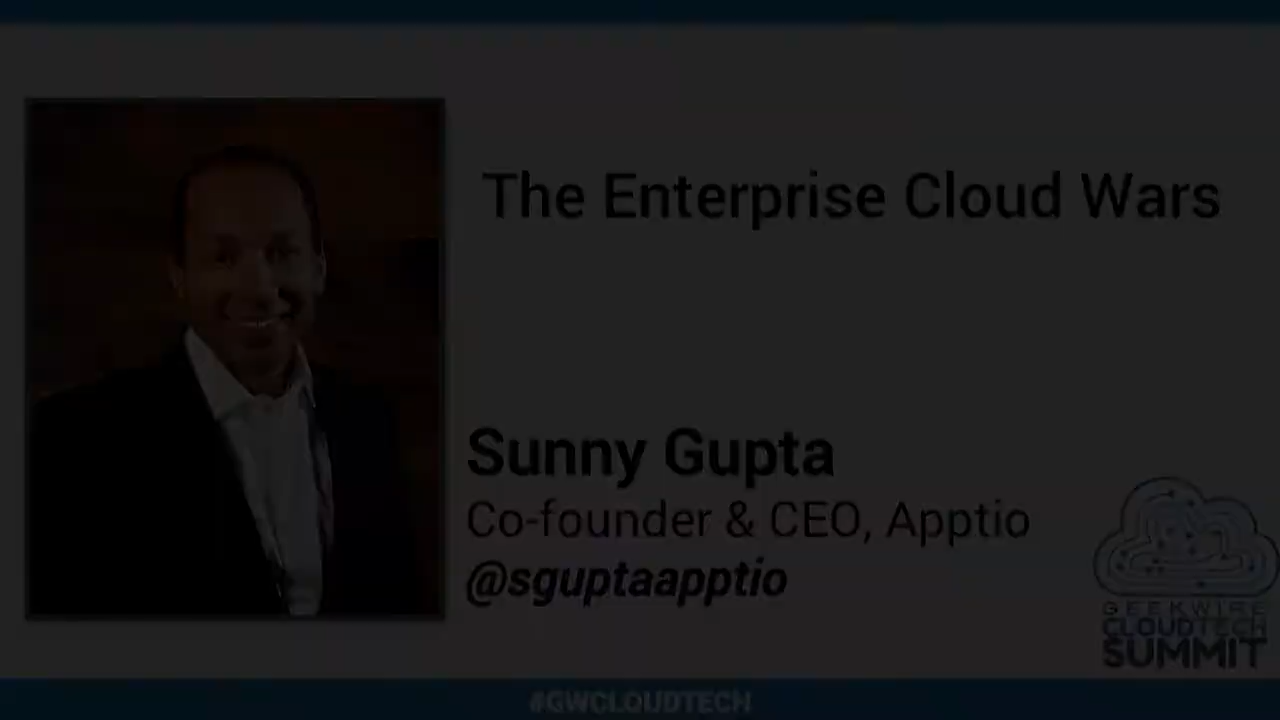 The Enterprise Cloud Wars
Sunny Gupta
Co-founder & CEO, Apptio
@sguptaapptio
GEEKWIRE
CLOUDTECH
SUMMIT
#GWCLOUDTECH